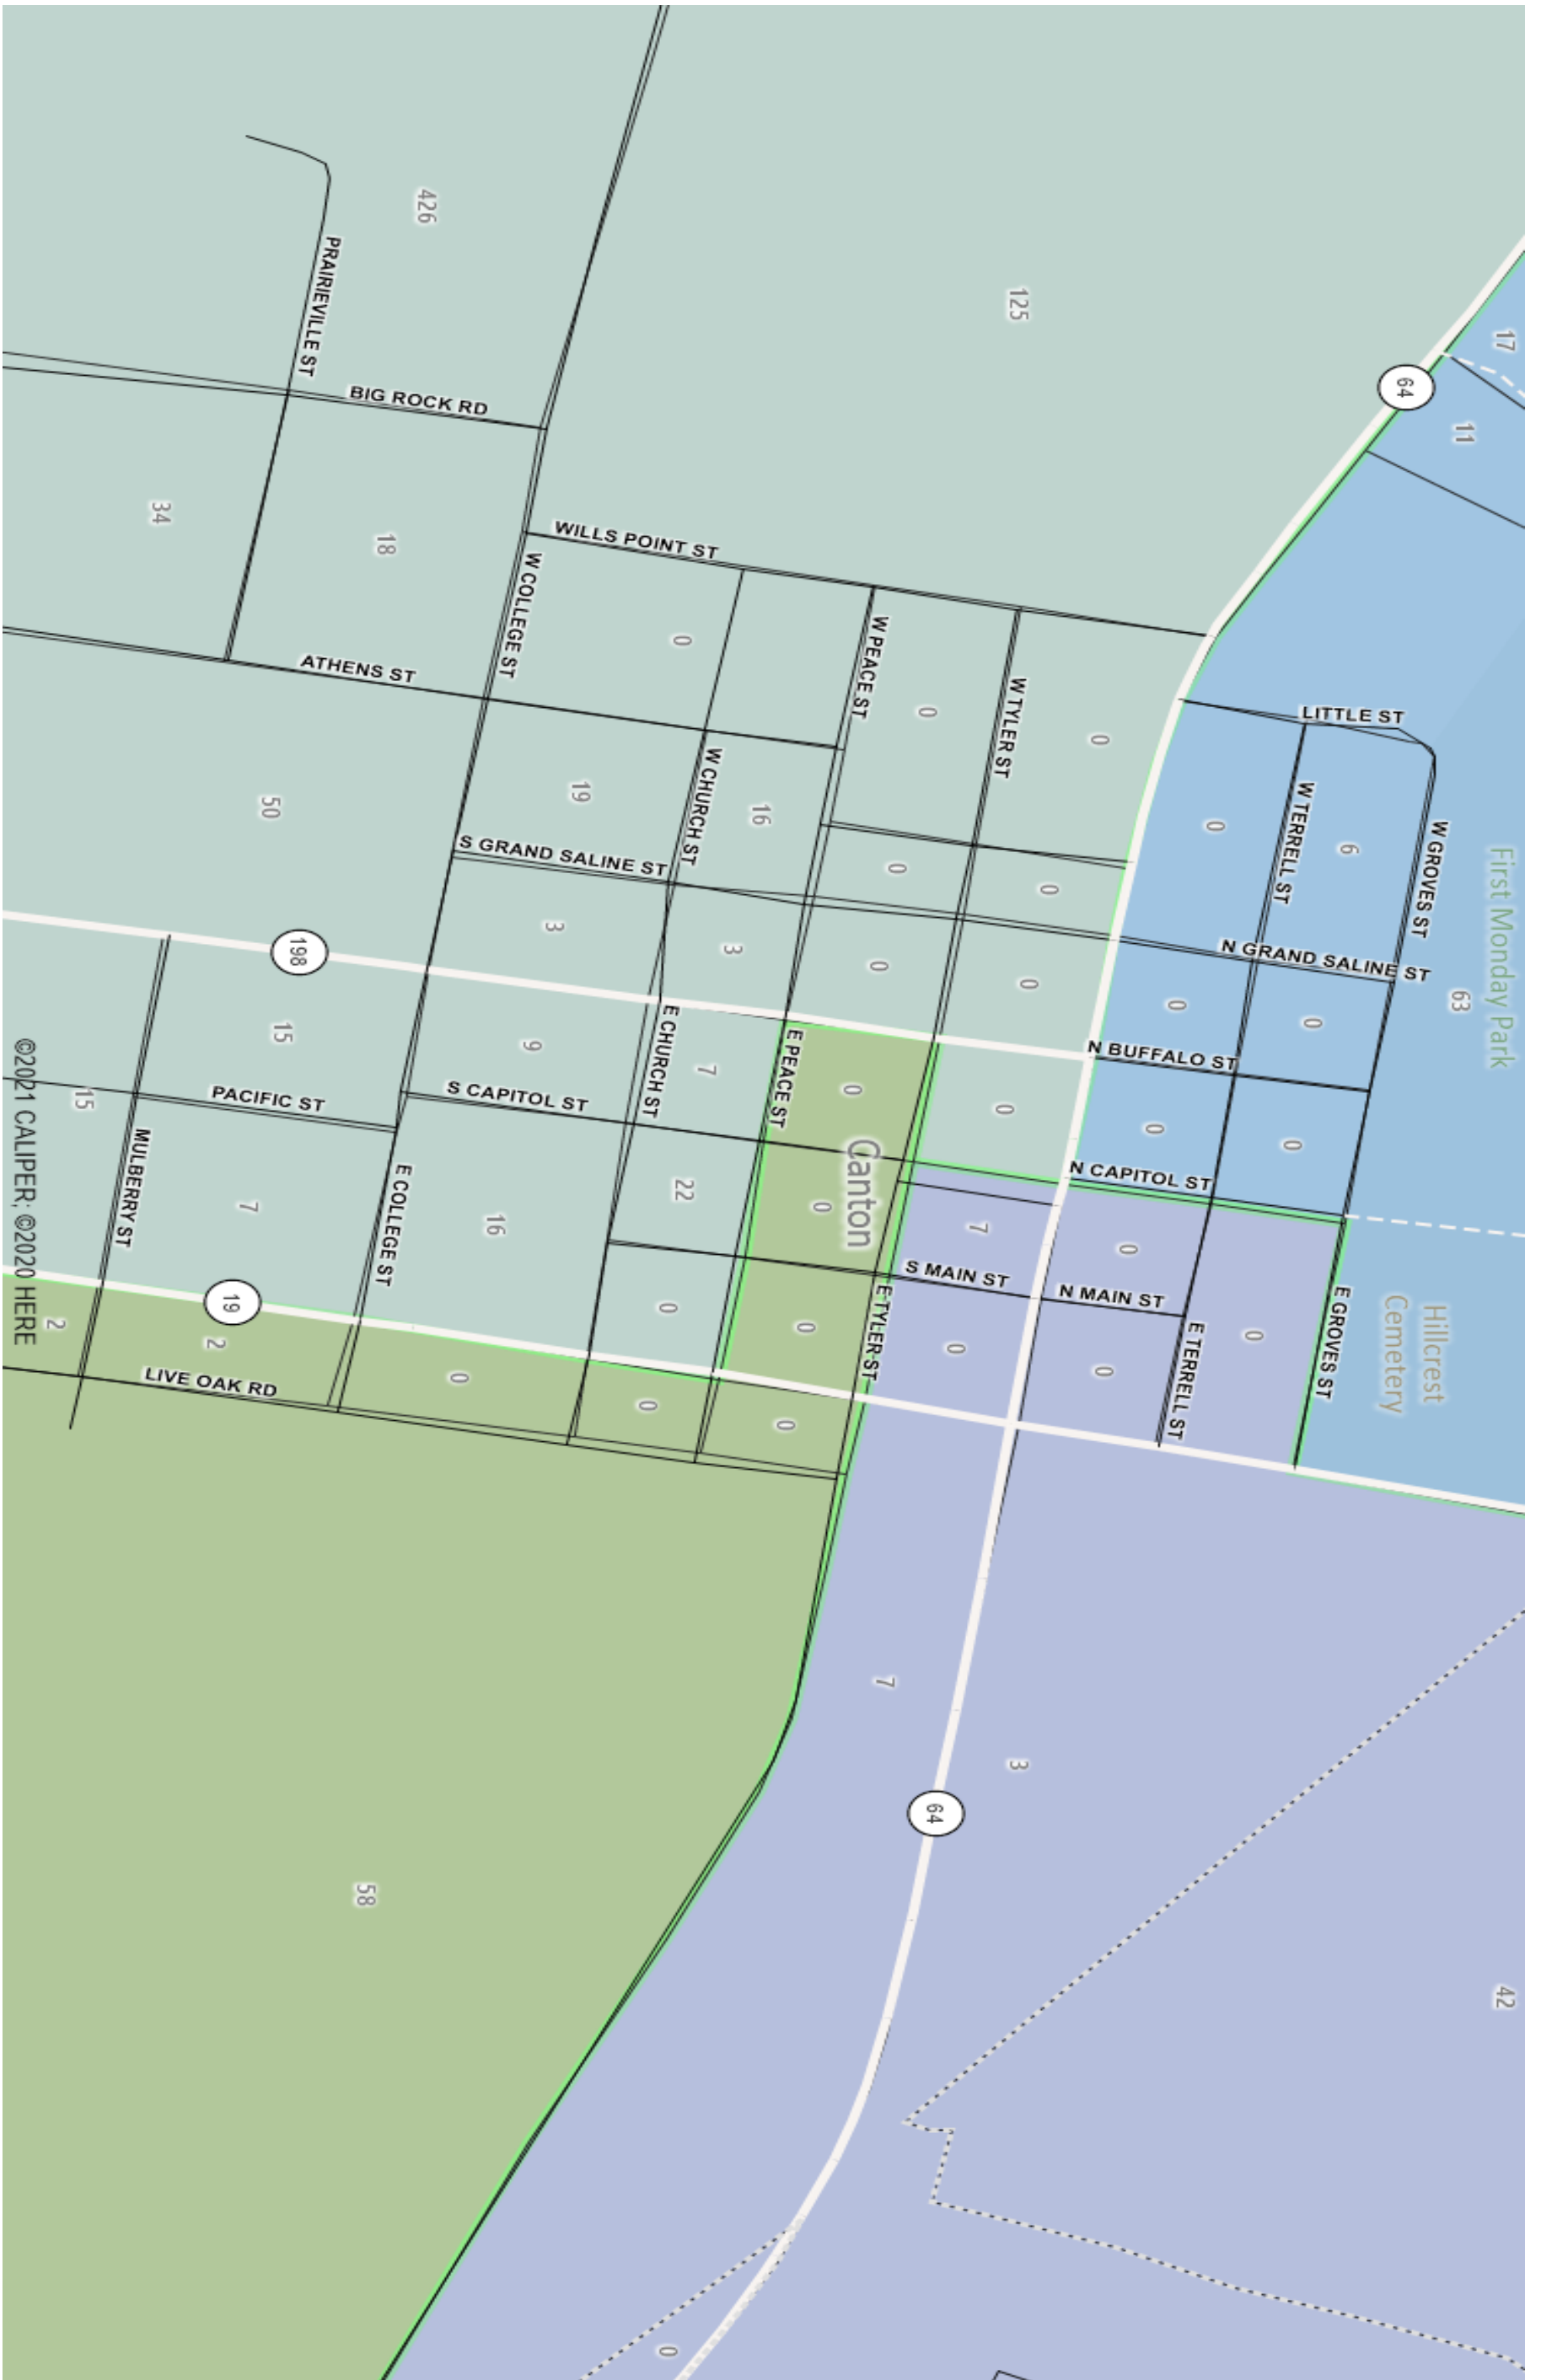 17
First Monday Park
42
11
63
Hillcrest
Cemetery
W GROVES ST
64
LITTLE ST
6
E GROVES ST
N GRAND SALINE ST
0
0
W TERRELL ST
0
0
0
0
E TERRELL ST
N BUFFALO ST
0
N CAPITOL ST
0
0
N MAIN ST
0
125
W TYLER ST
0
0
0
3
7
S MAIN ST
0
64
0
0
0
W PEACE ST
E TYLER ST
7
Canton
0
0
0
0
E PEACE ST
16
3
7
W CHURCH ST
22
0
0
0
E CHURCH ST
0
WILLS POINT ST
19
S GRAND SALINE ST
3
9
S CAPITOL ST
16
W COLLEGE ST
0
426
BIG ROCK RD
18
E COLLEGE ST
58
ATHENS ST
PRAIRIEVILLE ST
198
50
15
PACIFIC ST
7
19
2
LIVE OAK RD
34
MULBERRY ST
15
2
©2021 CALIPER; ©2020 HERE